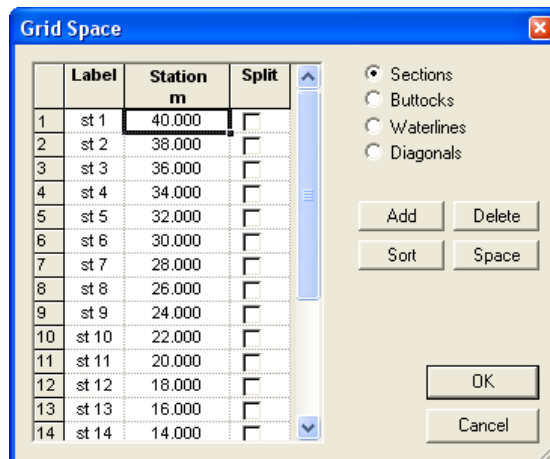 Grid Space
Label Station m Split
1 st 1 40.000
2 st 2 38.000
3 st 3 36.000
4 st 4 34.000
5 st 5 32.000
6 st 6 30.000
7 st 7 28.000
8 st 8 26.000
9 st 9 24.000
10 st 10 22.000
11 st 11 20.000
12 st 12 18.000
13 st 13 16.000
14 st 14 14.000
Sections
Buttocks
Waterlines
Diagonals
Add Delete
Sort Space
OK
Cancel